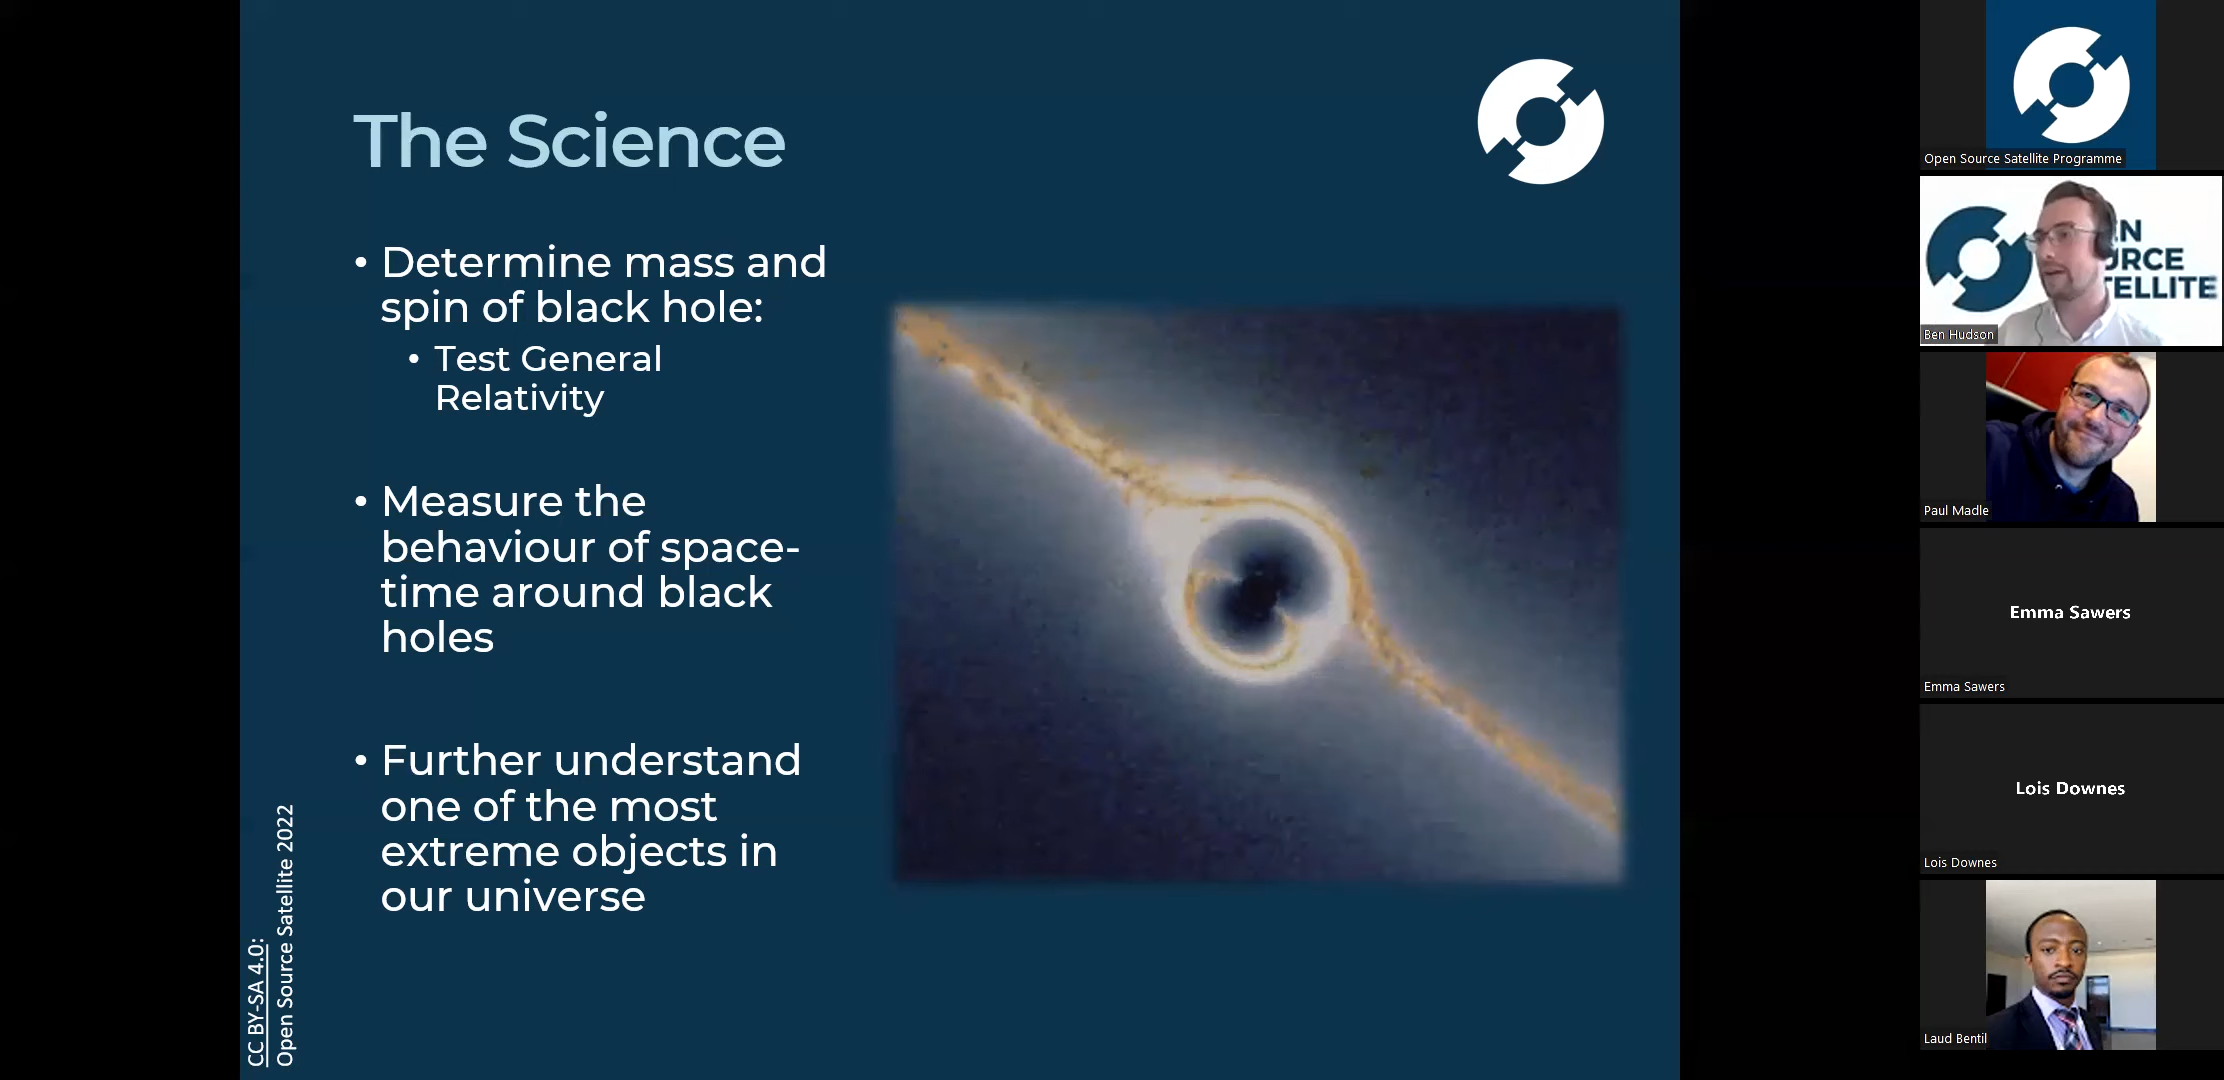 The Science
• Determine mass and
spin of black hole:
• Test General
Relativity
• Measure the
behaviour of space-
time around black
holes
• Further understand
one of the most
extreme objects in
our universe
CC BY-SA 4.0:
Open Source Satellite 2022
Open Source Satellite Programme
EN
URCE
TELLITE
Ben Hudson
Paul Madle
Emma Sawers
Emma Sawers
Lois Downes
Lois Downes
Laud Bentil